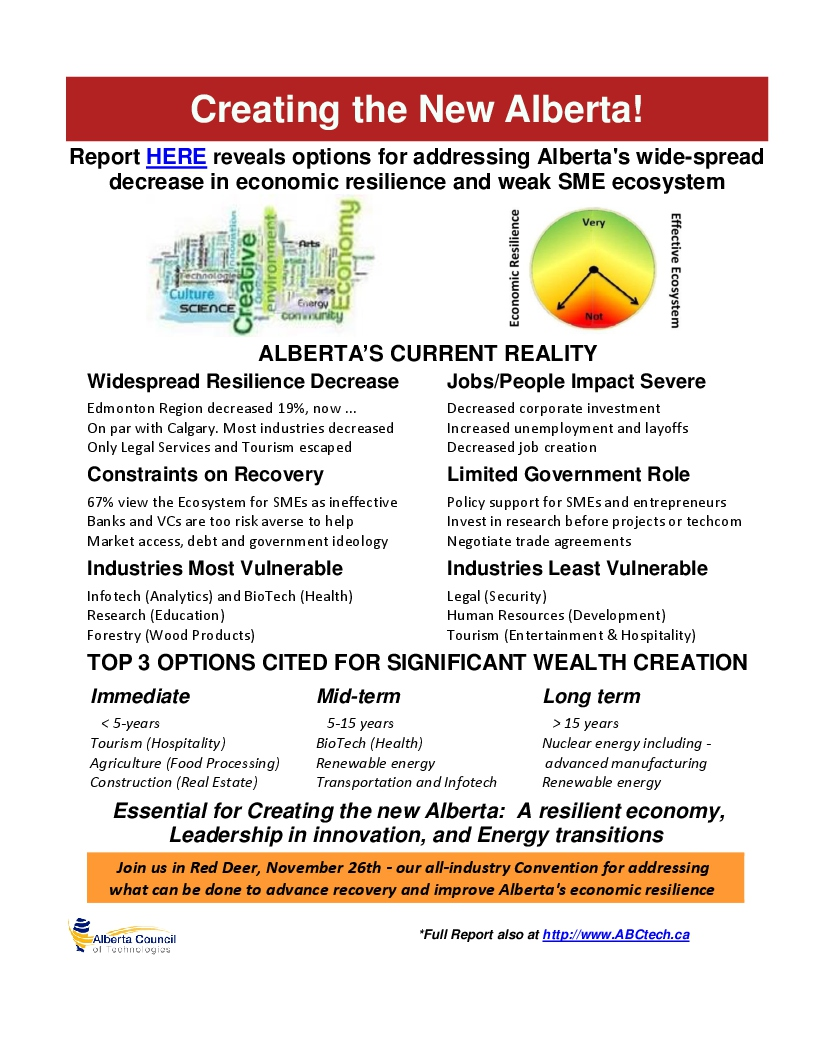 Creating the New Alberta!
Report HERE reveals options for addressing Alberta's wide-spread
decrease in economic resilience and weak SME ecosystem
Innovation
Technologies
Culture
SCIENCE
Creative
environment
Arts
arts
Energy
community
Economy
Economic Resilience
Very
Not
Effective Ecosystem
ALBERTA'S CURRENT REALITY
Widespread Resilience Decrease
Edmonton Region decreased 19%, now ...
On par with Calgary. Most industries decreased
Only Legal Services and Tourism escaped
Jobs/People Impact Severe
Decreased corporate investment
Increased unemployment and layoffs
Decreased job creation
Constraints on Recovery
67% view the Ecosystem for SMEs as ineffective
Banks and VCs are too risk averse to help
Market access, debt and government ideology
Limited Government Role
Policy support for SMEs and entrepreneurs
Invest in research before projects or techcom
Negotiate trade agreements
Industries Most Vulnerable
Infotech (Analytics) and BioTech (Health)
Research (Education)
Forestry (Wood Products)
Industries Least Vulnerable
Legal (Security)
Human Resources (Development)
Tourism (Entertainment & Hospitality)
TOP 3 OPTIONS CITED FOR SIGNIFICANT WEALTH CREATION
Immediate
< 5-years
Tourism (Hospitality)
Agriculture (Food Processing)
Construction (Real Estate)
Mid-term
5-15 years
BioTech (Health)
Renewable energy
Transportation and Infotech
Long term
> 15 years
Nuclear energy including -
advanced manufacturing
Renewable energy
Essential for Creating the new Alberta: A resilient economy,
Leadership in innovation, and Energy transitions
Join us in Red Deer, November 26th - our all-industry Convention for addressing
what can be done to advance recovery and improve Alberta's economic resilience
Alberta Council
of Technologies
*Full Report also at http://www.ABCtech.ca